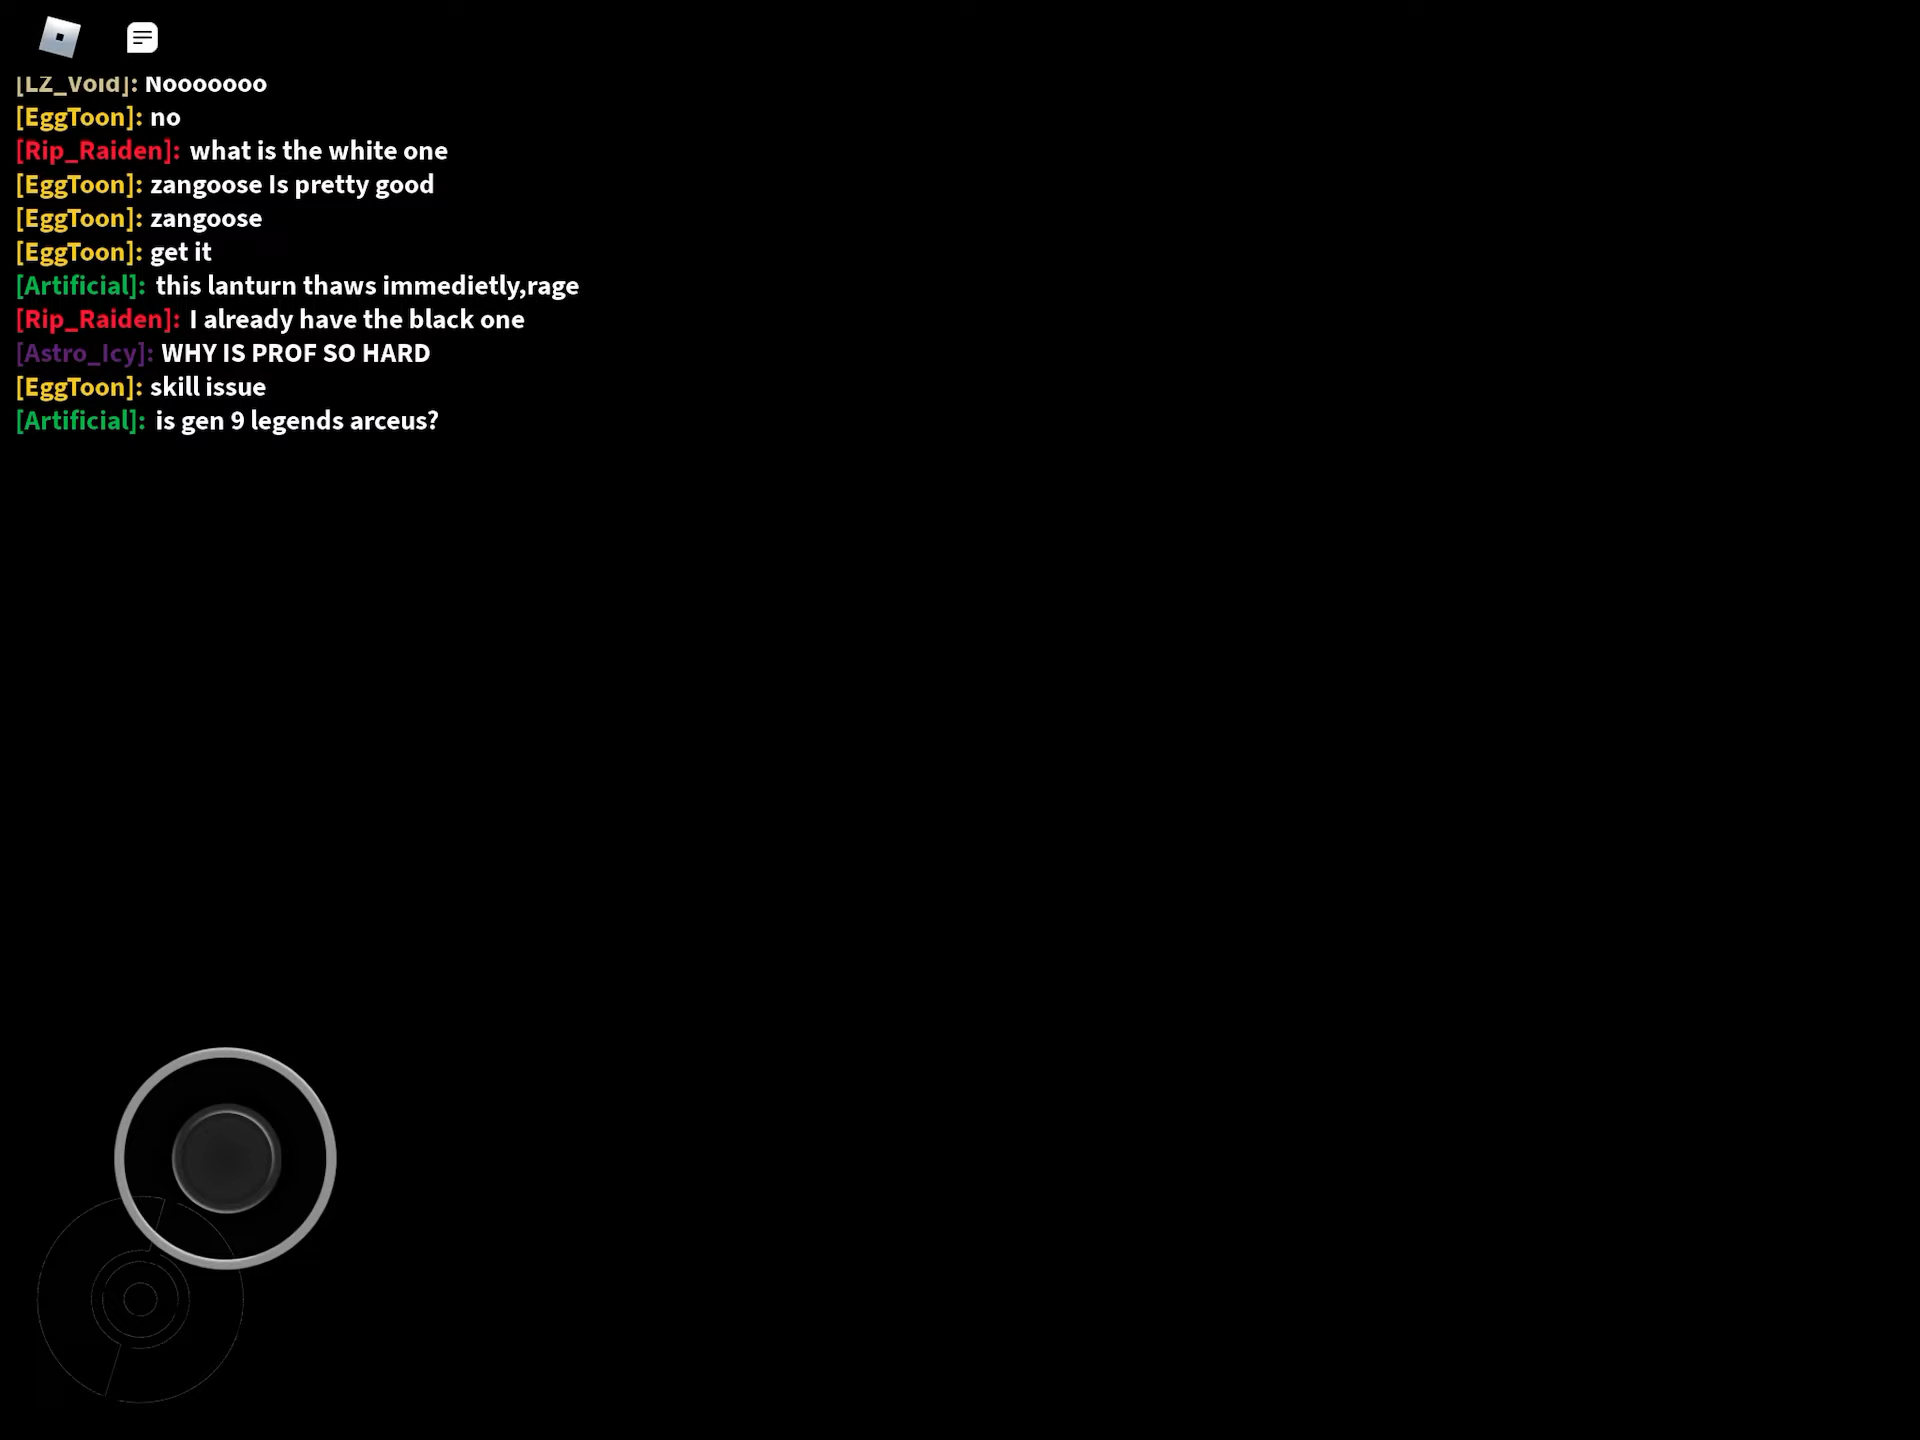 [LZ_Void]: Nooooooo
[EggToon]: no
[Rip_Raiden]: what is the white one
[EggToon]: zangoose Is pretty good
[EggToon]: zangoose
[EggToon]: get it
[Artificial]: this lanturn thaws immedietly,rage
[Rip_Raiden]: I already have the black one
[Astro_Icy]: WHY IS PROF SO HARD
[EggToon]: skill issue
[Artificial]: is gen 9 legends arceus?